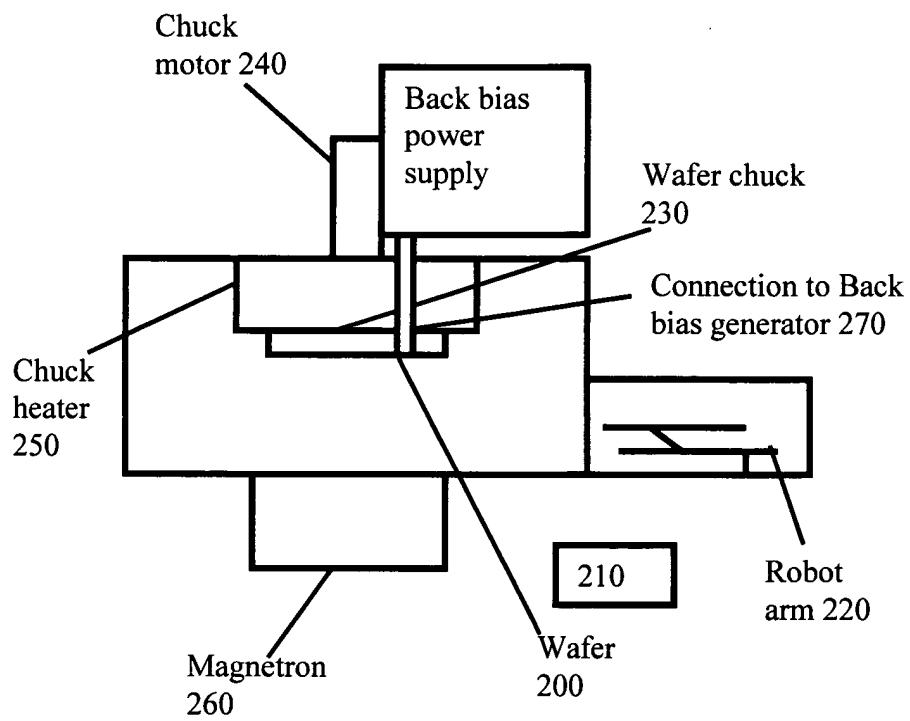 Chuck
motor 240
Back bias
power
supply
Wafer chuck
230
Connection to Back
bias generator 270
Chuck
heater
250
210
Robot
arm 220
Magnetron
260
Wafer
200